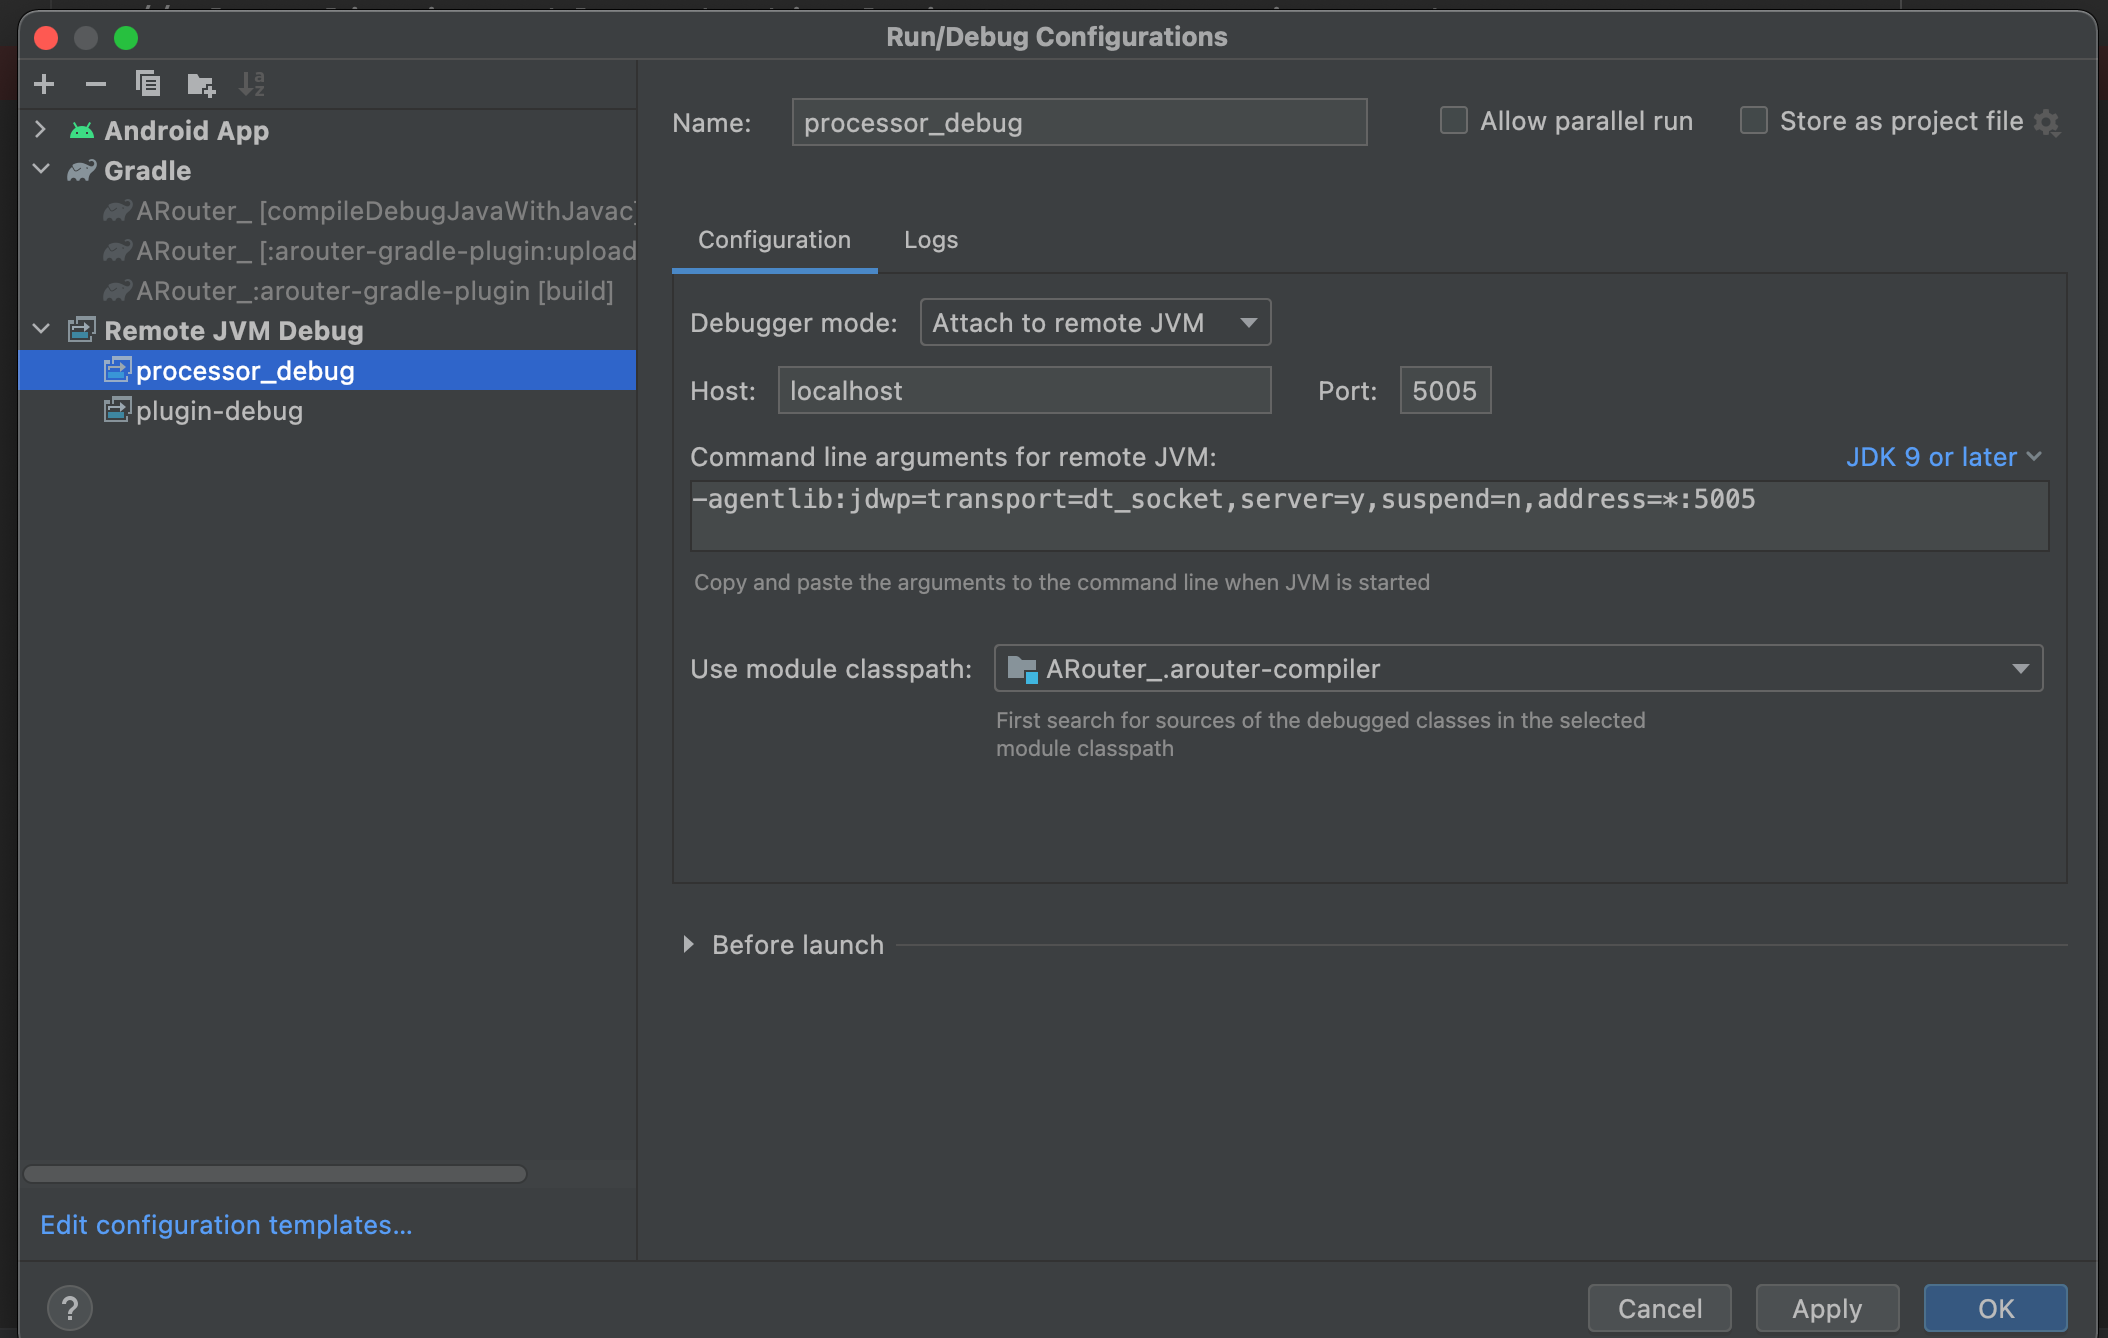 Run/Debug Configurations
Android App
Gradle
ARouter_ [compileDebugJavaWithJavac]
ARouter_ [:arouter-gradle-plugin:upload
ARouter_:arouter-gradle-plugin [build]
Remote JVM Debug
processor_debug
plugin-debug
Edit configuration templates...
Name: processor_debug
Allow parallel run
Store as project file
Configuration
Logs
Debugger mode: Attach to remote JVM
Host: localhost
Port: 5005
Command line arguments for remote JVM:
JDK 9 or later
-agentlib:jdwp=transport=dt_socket,server=y,suspend=n,address=*:5005
Copy and paste the arguments to the command line when JVM is started
Use module classpath: ARouter_.arouter-compiler
First search for sources of the debugged classes in the selected
module classpath
Before launch
?
Cancel
Apply
OK